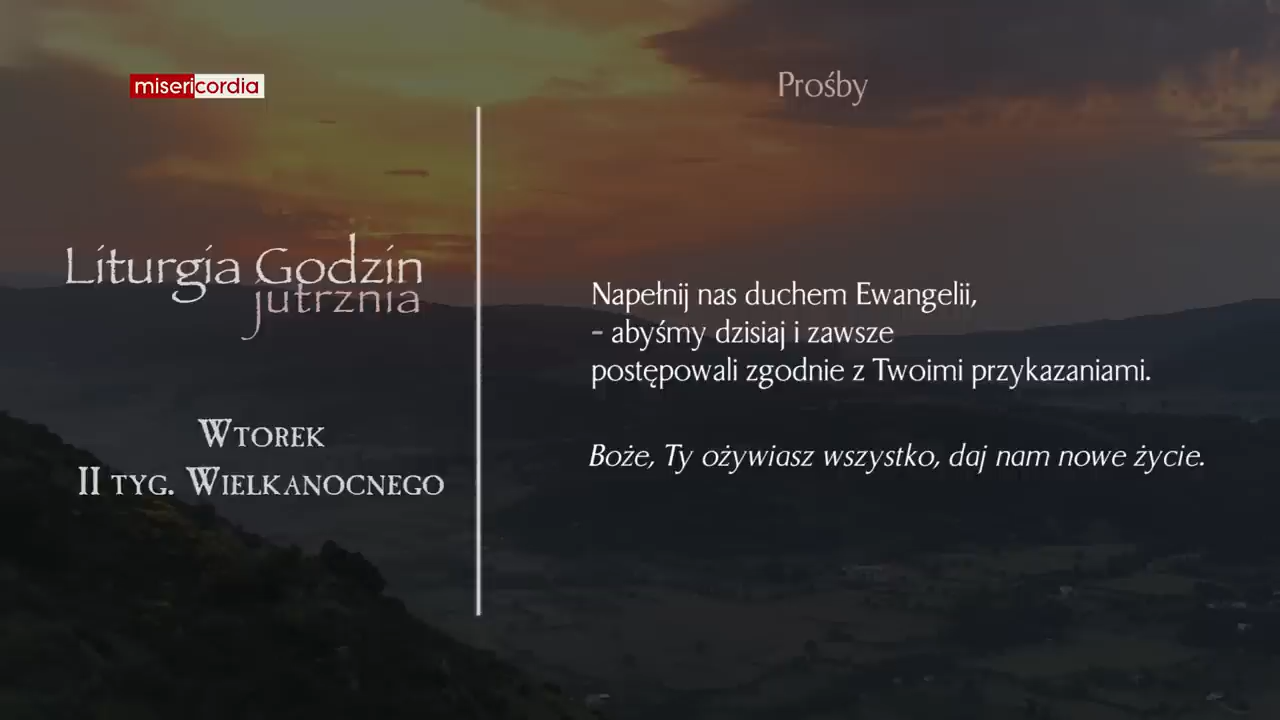 misericordia
Prośby
Liturgia Godzin
jutrznia
Wtorek
II tyg. Wielkanocnego
Napełnij nas duchem Ewangelii,
- abyśmy dzisiaj i zawsze
postępowali zgodnie z Twoimi przykazaniami.
Boże, Ty ożywiasz wszystko, daj nam nowe życie.